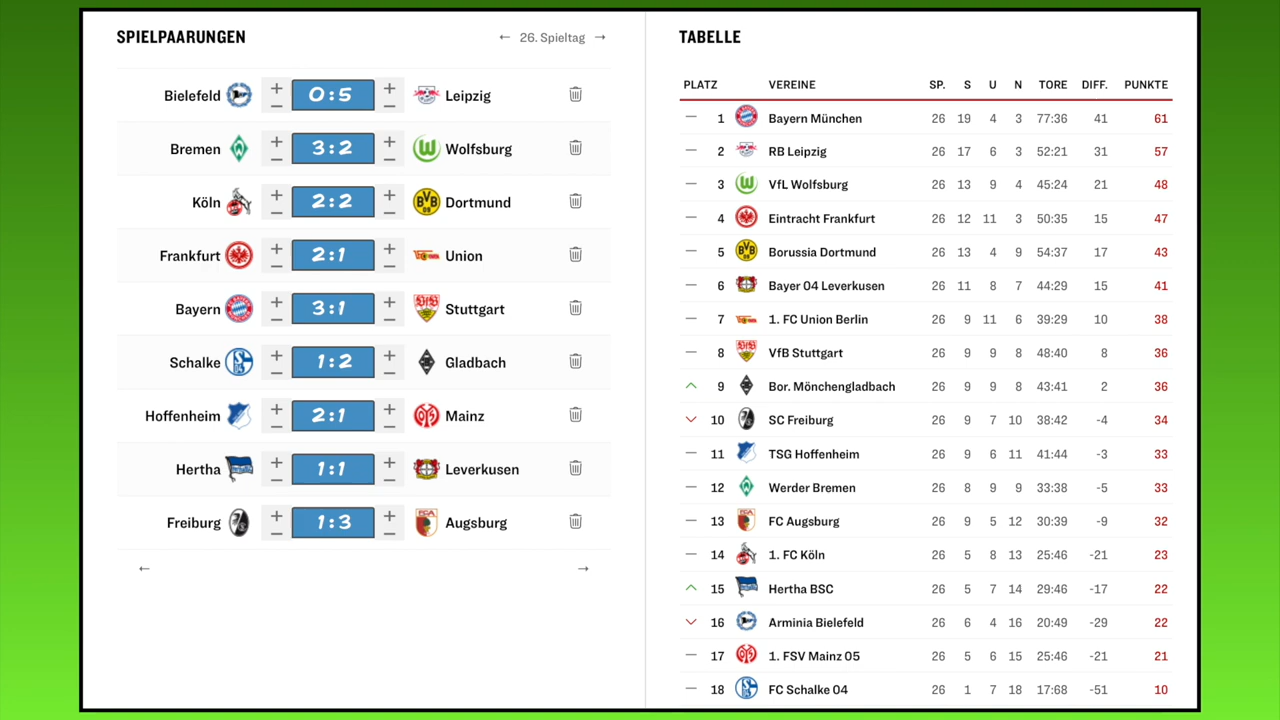 SPIELPAARUNGEN
← 26. Spieltag →
Bielefeld + − 0:5 + − Leipzig
Bremen + − 3:2 + − Wolfsburg
Köln + − 2:2 + − Dortmund
Frankfurt + − 2:1 + − Union
Bayern + − 3:1 + − Stuttgart
Schalke + − 1:2 + − Gladbach
Hoffenheim + − 2:1 + − Mainz
Hertha + − 1:1 + − Leverkusen
Freiburg + − 1:3 + − Augsburg
← →
TABELLE
PLATZ VEREINE SP. S U N TORE DIFF. PUNKTE
1 Bayern München 26 19 4 3 77:36 41 61
2 RB Leipzig 26 17 6 3 52:21 31 57
3 VfL Wolfsburg 26 13 9 4 45:24 21 48
4 Eintracht Frankfurt 26 12 11 3 50:35 15 47
5 Borussia Dortmund 26 13 4 9 54:37 17 43
6 Bayer 04 Leverkusen 26 11 8 7 44:29 15 41
7 1. FC Union Berlin 26 9 11 6 39:29 10 38
8 VfB Stuttgart 26 9 9 8 48:40 8 36
9 Bor. Mönchengladbach 26 9 9 8 43:41 2 36
10 SC Freiburg 26 9 7 10 38:42 -4 34
11 TSG Hoffenheim 26 9 6 11 41:44 -3 33
12 Werder Bremen 26 8 9 9 33:38 -5 33
13 FC Augsburg 26 9 5 12 30:39 -9 32
14 1. FC Köln 26 5 8 13 25:46 -21 23
15 Hertha BSC 26 5 7 14 29:46 -17 22
16 Arminia Bielefeld 26 6 4 16 20:49 -29 22
17 1. FSV Mainz 05 26 5 6 15 25:46 -21 21
18 FC Schalke 04 26 1 7 18 17:68 -51 10